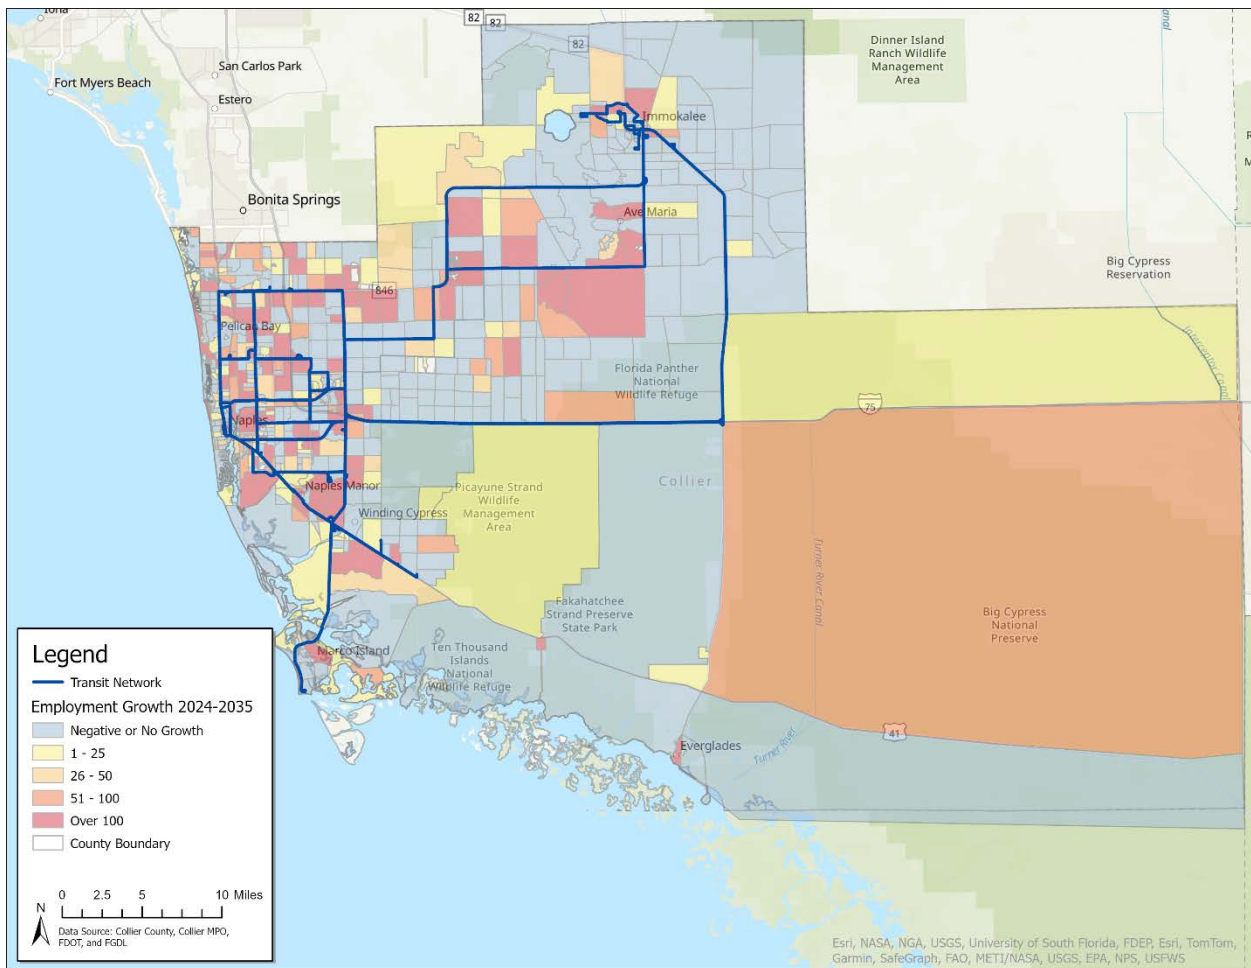 Iona
82
82
82
San Carlos Park
Fort Myers Beach
Estero
Dinner Island
Ranch Wildlife
Management
Area
Immokalee
Bonita Springs
Ave Maria
Big Cypress
Reservation
846
Pelican Bay
Interceptor Canal
Florida Panther
National
Wildlife Refuge
75
Naples
Collier
Naples Manor
Picayune Strand
Wildlife
Management
Area
Winding Cypress
Turner River Canal
Fakahatchee
Strand Preserve
State Park
Big Cypress
National
Preserve
Marco Island
Ten Thousand
Islands
National
Wildlife Refuge
41
Everglades
Turner River
Legend
Transit Network
Employment Growth 2024-2035
Negative or No Growth
1 - 25
26 - 50
51 - 100
Over 100
County Boundary
0 2.5 5 10 Miles
N
Data Source: Collier County, Collier MPO,
FDOT, and FGDL
Esri, NASA, NGA, USGS, University of South Florida, FDEP, Esri, TomTom,
Garmin, SafeGraph, FAO, METI/NASA, USGS, EPA, NPS, USFWS